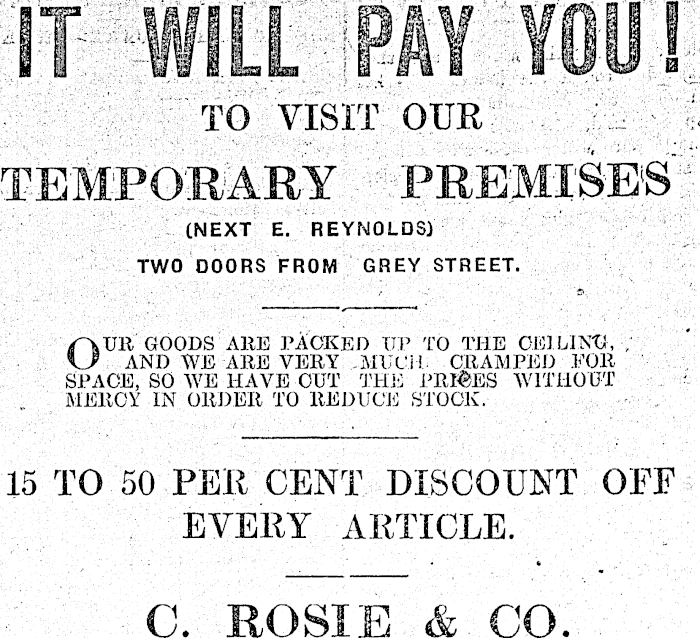 IT WILL PAY YOU!
TO VISIT OUR
TEMPORARY PREMISES
(NEXT E. REYNOLDS)
TWO DOORS FROM GREY STREET.
OUR GOODS ARE PACKED UP TO THE CEILING,
AND WE ARE VERY MUCH CRAMPED FOR
SPACE, SO WE HAVE CUT THE PRICES WITHOUT
MERCY IN ORDER TO REDUCE STOCK.
15 TO 50 PER CENT DISCOUNT OFF
EVERY ARTICLE.
C. ROSIE & CO.